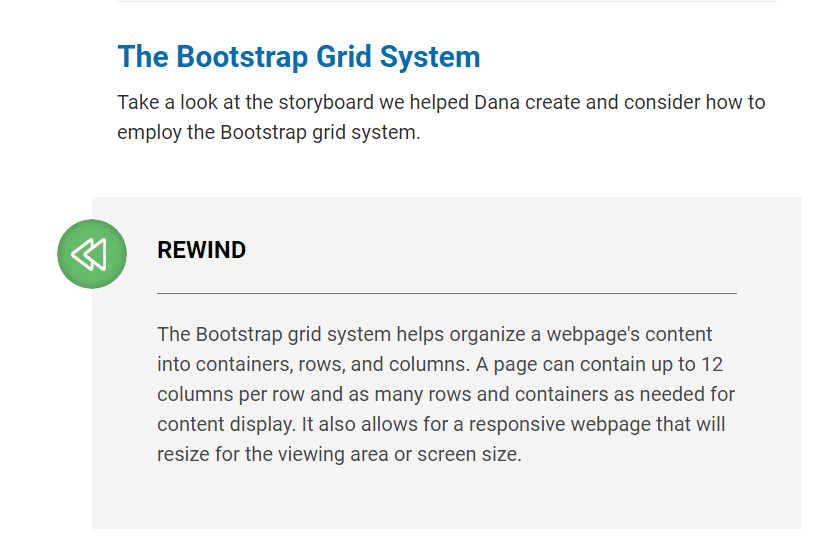 The Bootstrap Grid System
Take a look at the storyboard we helped Dana create and consider how to
employ the Bootstrap grid system.
REWIND
The Bootstrap grid system helps organize a webpage's content
into containers, rows, and columns. A page can contain up to 12
columns per row and as many rows and containers as needed for
content display. It also allows for a responsive webpage that will
resize for the viewing area or screen size.